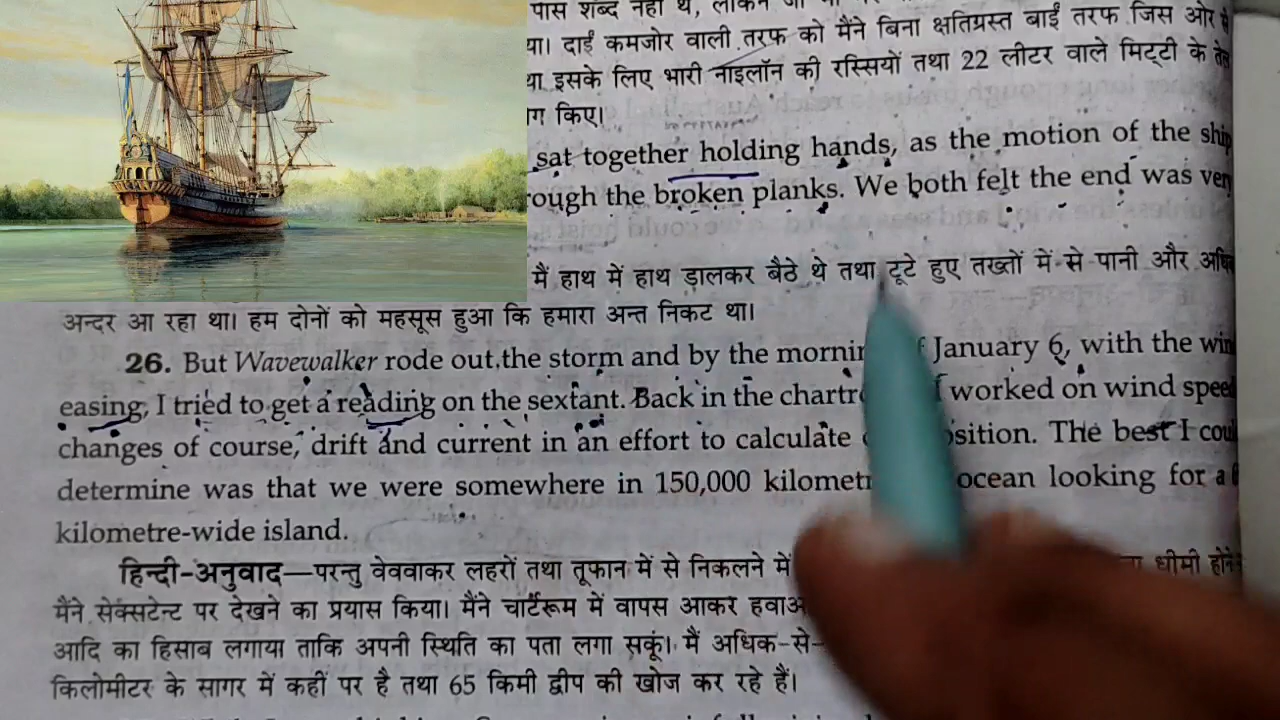 पास शब्द नहीं थे, लेकिन
या। दाईं कमजोर वाली तरफ को मैंने बिना क्षतिग्रस्त बाईं तरफ जिस ओर से
था इसके लिए भारी नाइलॉन की रस्सियों तथा 22 लीटर वाले मिट्टी के तेल
ग किए।
sat together holding hands, as the motion of the ship
rough the broken planks. We both felt the end was very
में हाथ में हाथ ड़ालकर बैठे थे तथा टूटे हुए तख्तों में से पानी और अधि
अन्दर आ रहा था। हम दोनों को महसूस हुआ कि हमारा अन्त निकट था।
26. But Wavewalker rode out the storm and by the mornin f January 6, with the win
easing, I tried to get a reading on the sextant. Back in the chartro I worked on wind spee
changes of course, drift and current in an effort to calculate osition. The best I coul
determine was that we were somewhere in 150,000 kilomet ocean looking for a
kilometre-wide island.
हिन्दी-अनुवाद—परन्तु वेववाकर लहरों तथा तूफान में से निकलने में धीमी होने
मैंने सेक्सटेन्ट पर देखने का प्रयास किया। मैंने चार्टरूम में वापस आकर हवाअ
आदि का हिसाब लगाया ताकि अपनी स्थिति का पता लगा सकूं। मैं अधिक-से-
किलोमीटर के सागर में कहीं पर है तथा 65 किमी द्वीप की खोज कर रहे हैं।